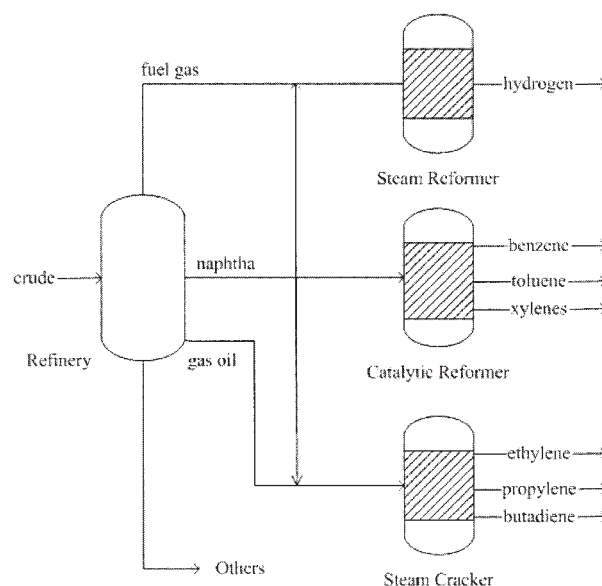 fuel gas
hydrogen
Steam Reformer
benzene
naphtha
crude
toluene
xylenes
Refinery
gas oil
Catalytic Reformer
ethylene
propylene
butadiene
Others
Steam Cracker